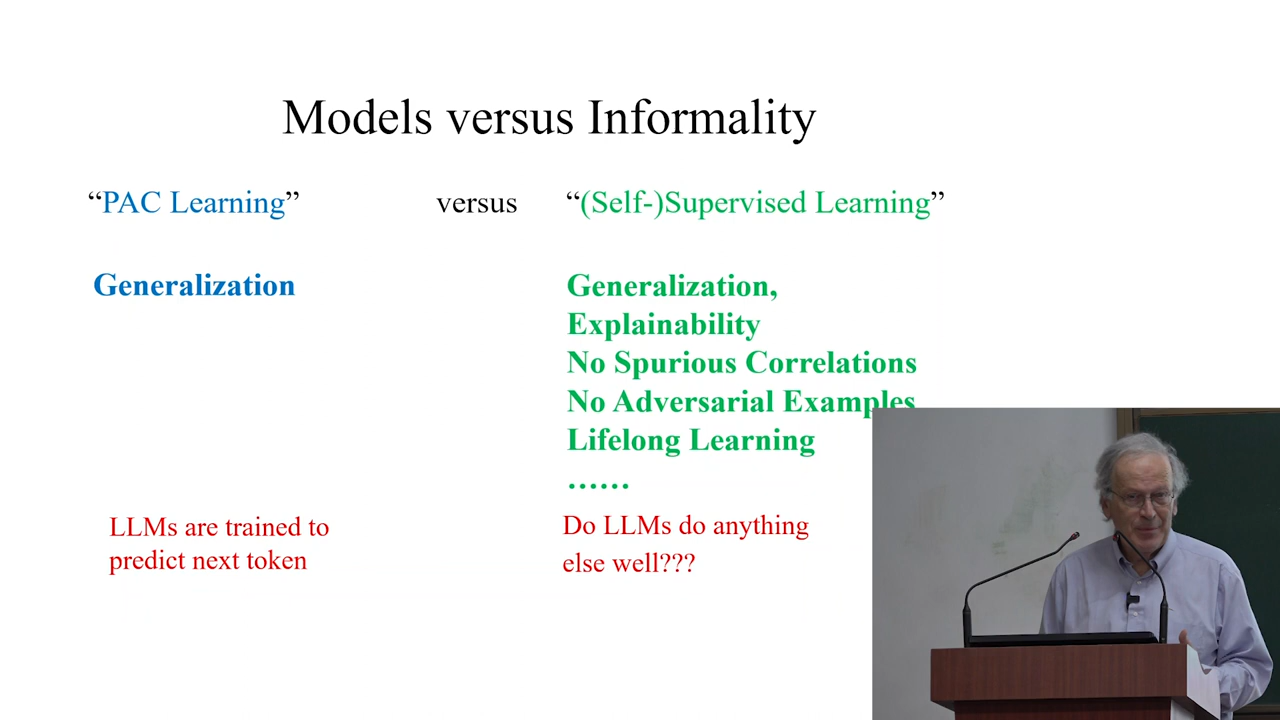 Models versus Informality
“PAC Learning” versus “(Self-)Supervised Learning”
Generalization
Generalization,
Explainability
No Spurious Correlations
No Adversarial Examples
Lifelong Learning
……
LLMs are trained to
predict next token
Do LLMs do anything
else well???